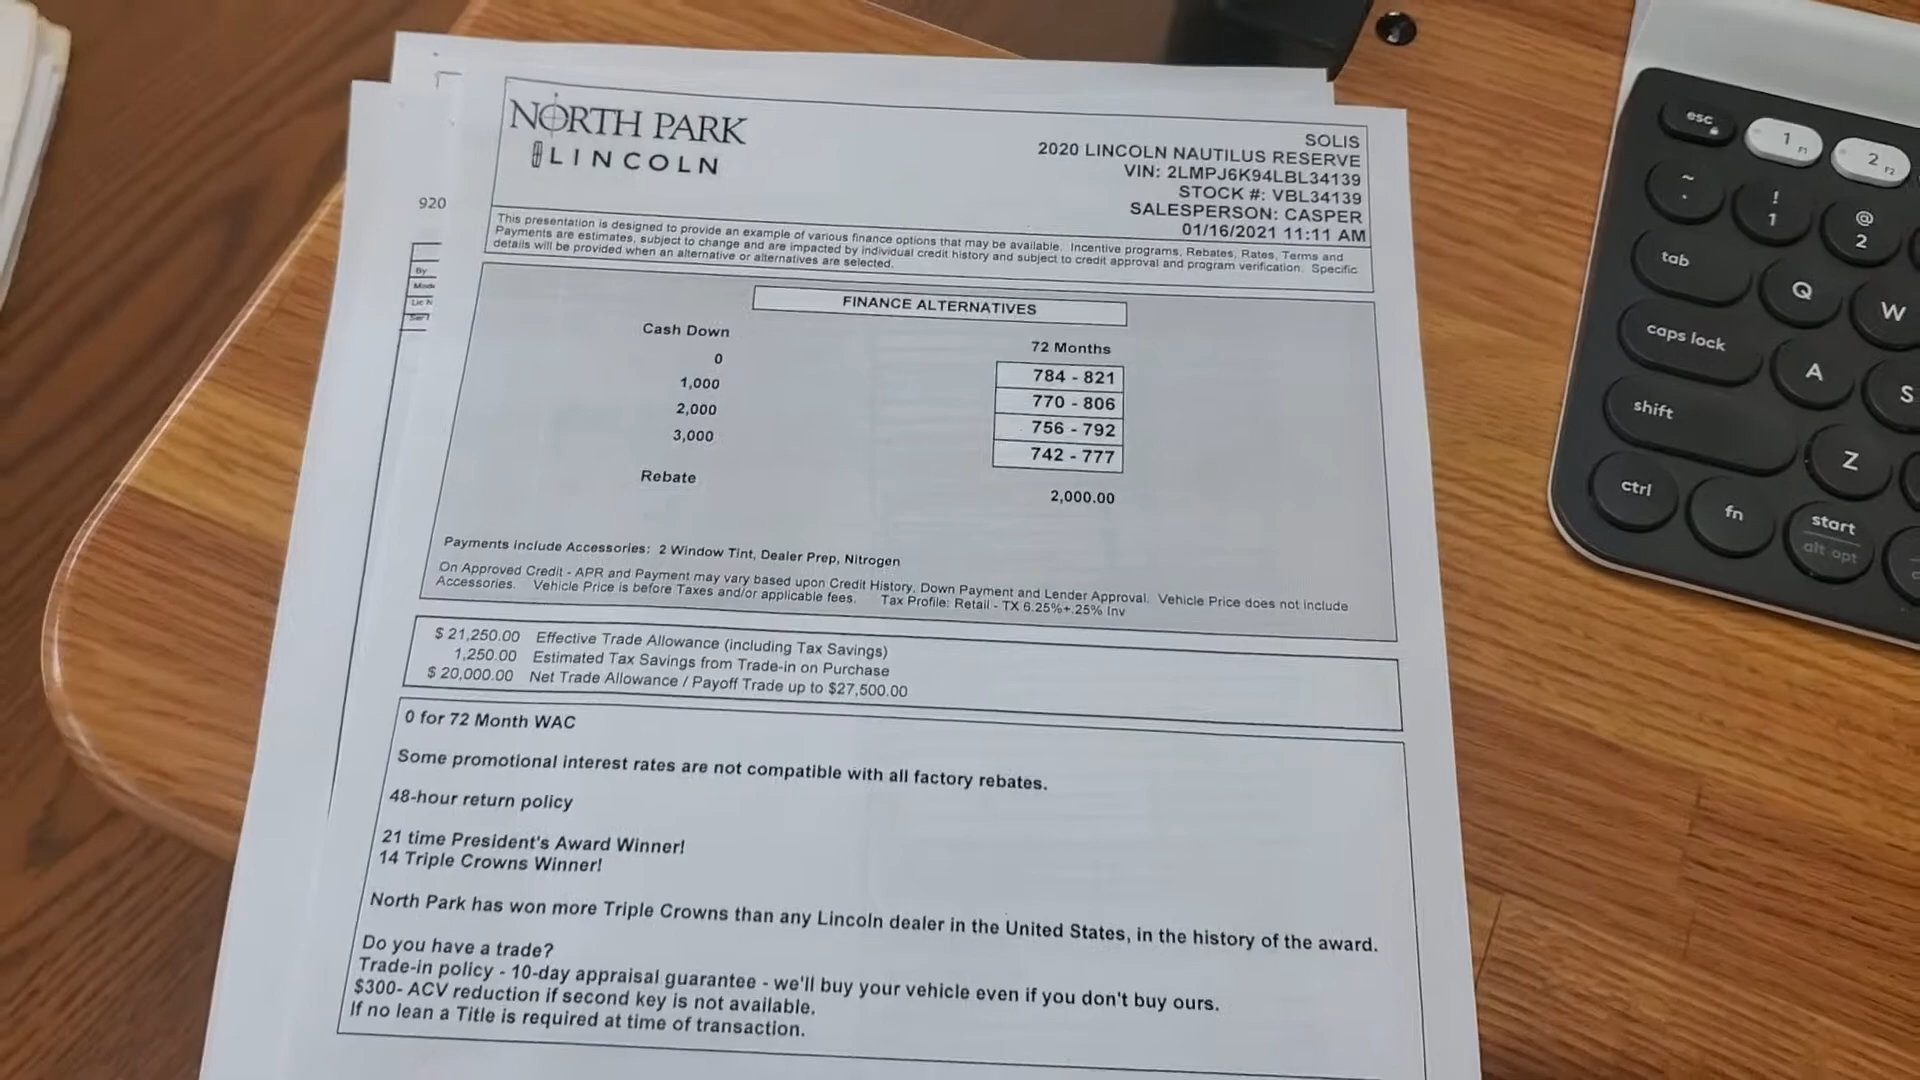 NORTH PARK
LINCOLN
SOLIS
2020 LINCOLN NAUTILUS RESERVE
VIN: 2LMPJ6K94LBL34139
STOCK #: VBL34139
SALESPERSON: CASPER
01/16/2021 11:11 AM
This presentation is designed to provide an example of various finance options that may be available. Incentive programs, Rebates, Rates, Terms and
Payments are estimates, subject to change and are impacted by individual credit history and subject to credit approval and program verification. Specific
details will be provided when an alternative or alternatives are selected.
FINANCE ALTERNATIVES
Cash Down 72 Months
0 784 - 821
1,000 770 - 806
2,000 756 - 792
3,000 742 - 777
Rebate 2,000.00
Payments Include Accessories: 2 Window Tint, Dealer Prep, Nitrogen
On Approved Credit - APR and Payment may vary based upon Credit History, Down Payment and Lender Approval. Vehicle Price does not include
Accessories. Vehicle Price is before Taxes and/or applicable fees. Tax Profile: Retail - TX 6.25%+.25% Inv
$ 21,250.00 Effective Trade Allowance (including Tax Savings)
1,250.00 Estimated Tax Savings from Trade-in on Purchase
$ 20,000.00 Net Trade Allowance / Payoff Trade up to $27,500.00
0 for 72 Month WAC
Some promotional interest rates are not compatible with all factory rebates.
48-hour return policy
21 time President's Award Winner!
14 Triple Crowns Winner!
North Park has won more Triple Crowns than any Lincoln dealer in the United States, in the history of the award.
Do you have a trade?
Trade-in policy - 10-day appraisal guarantee - we'll buy your vehicle even if you don't buy ours.
$300- ACV reduction if second key is not available.
If no lean a Title is required at time of transaction.
920
By
Lic N
esc
1 F1
2 F2
~
! 1
@ 2
tab
Q
W
caps lock
A
S
shift
Z
ctrl
fn
start
alt opt